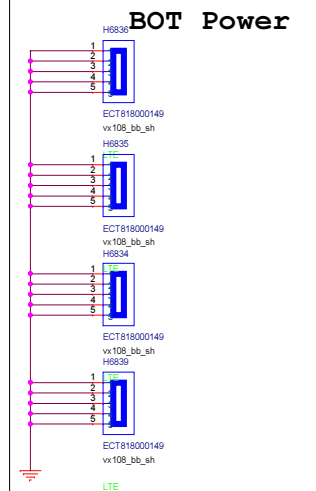 BOT Power
H6836
1
2
3
4
5
ECT818000149
vx108_bb_sh
H6835
LTE
1
2
3
4
5
ECT818000149
vx108_bb_sh
H6834
LTE
1
2
3
4
5
ECT818000149
vx108_bb_sh
H6839
LTE
1
2
3
4
5
ECT818000149
vx108_bb_sh
LTE